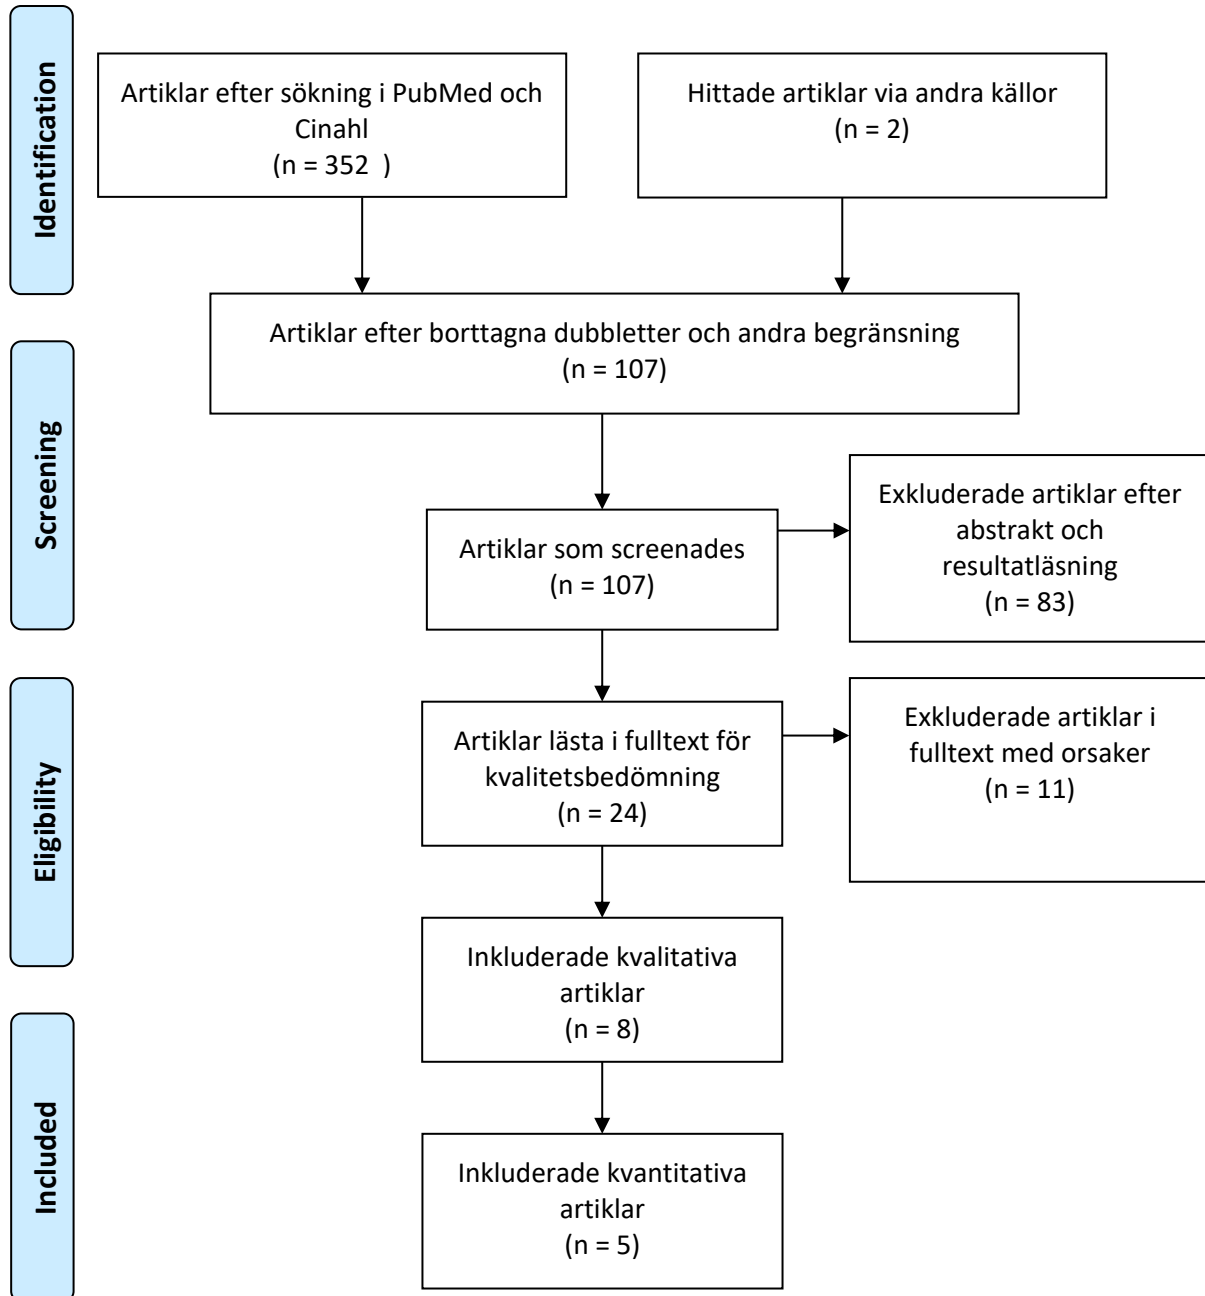 Identification
Artiklar efter sökning i PubMed och
Cinahl
(n = 352  )
Hittade artiklar via andra källor
(n = 2)
Artiklar efter borttagna dubbletter och andra begränsning
(n = 107)
Screening
Artiklar som screenades
(n = 107)
Exkluderade artiklar efter
abstrakt och
resultatläsning
(n = 83)
Eligibility
Artiklar lästa i fulltext för
kvalitetsbedömning
(n = 24)
Exkluderade artiklar i
fulltext med orsaker
(n = 11)
Inkluderade kvalitativa
artiklar
(n = 8)
Included
Inkluderade kvantitativa
artiklar
(n = 5)